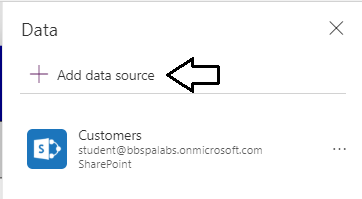 Data
Add data source
Customers
student@bbspalabs.onmicrosoft.com
SharePoint